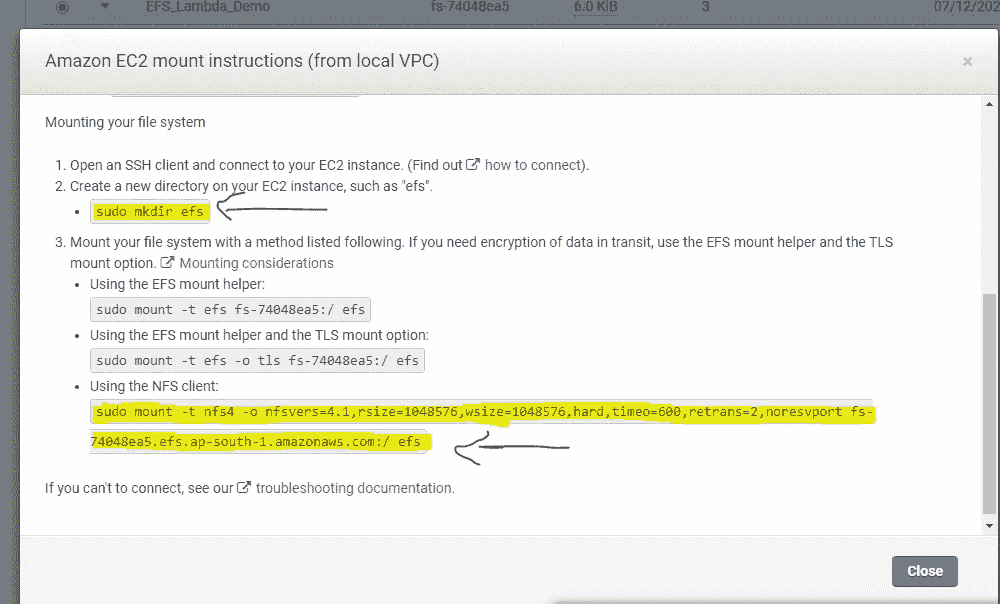 EFS_Lambda_Demo fs-74048ea5 6.0 KiB 3 07/12/202
Amazon EC2 mount instructions (from local VPC) ×
Mounting your file system
1. Open an SSH client and connect to your EC2 instance. (Find out how to connect).
2. Create a new directory on your EC2 instance, such as "efs".
• sudo mkdir efs
3. Mount your file system with a method listed following. If you need encryption of data in transit, use the EFS mount helper and the TLS
mount option. Mounting considerations
• Using the EFS mount helper:
sudo mount -t efs fs-74048ea5:/ efs
• Using the EFS mount helper and the TLS mount option:
sudo mount -t efs -o tls fs-74048ea5:/ efs
• Using the NFS client:
sudo mount -t nfs4 -o nfsvers=4.1,rsize=1048576,wsize=1048576,hard,timeo=600,retrans=2,noresvport fs-
74048ea5.efs.ap-south-1.amazonaws.com:/ efs
If you can't to connect, see our troubleshooting documentation.
Close